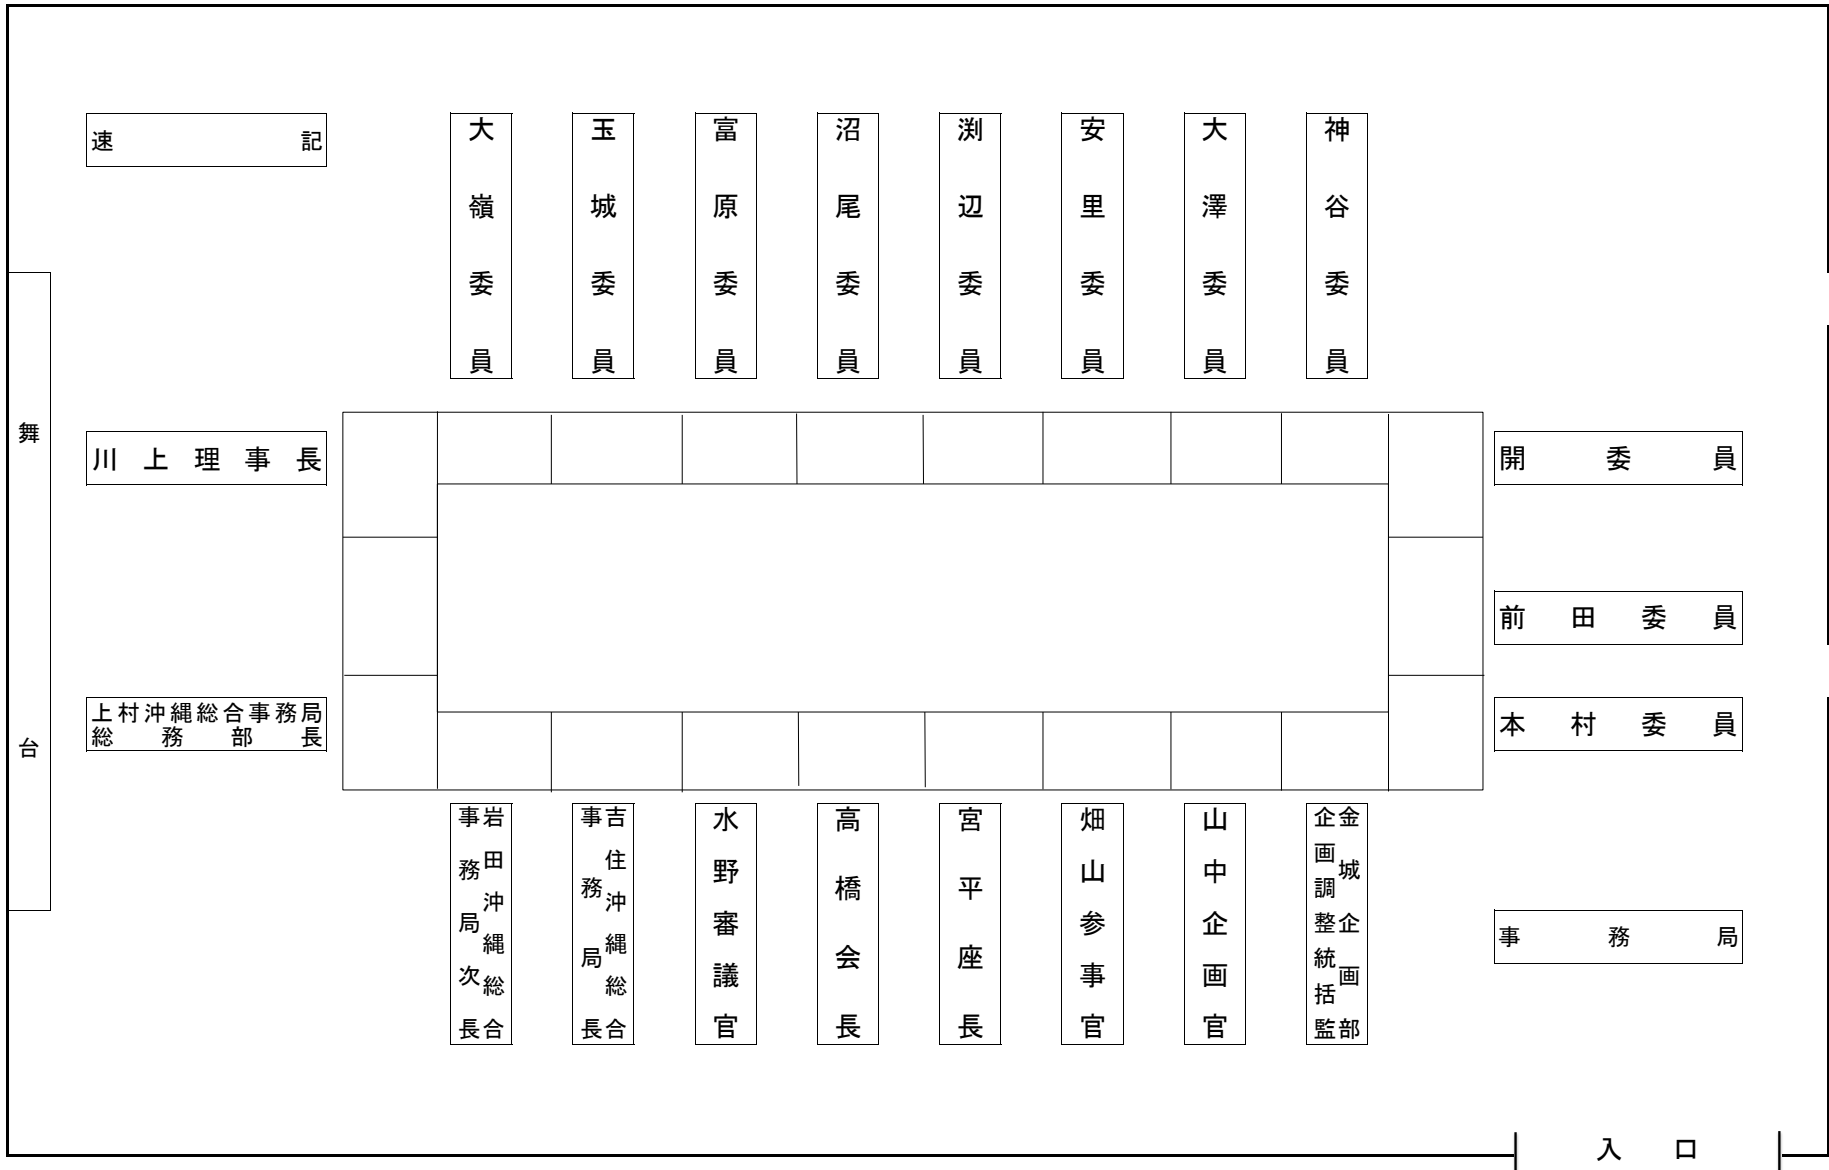 速記
大嶺委員
玉城委員
富原委員
沼尾委員
渕辺委員
安里委員
大澤委員
神谷委員
舞台
川上理事長
開委員
前田委員
上村沖縄総合事務局
総務部長
本村委員
岩田沖縄総合
事務局次長
吉住沖縄総合
事務局長
水野審議官
高橋会長
宮平座長
畑山参事官
山中企画官
金城企画部
企画調整統括監
事務局
入口